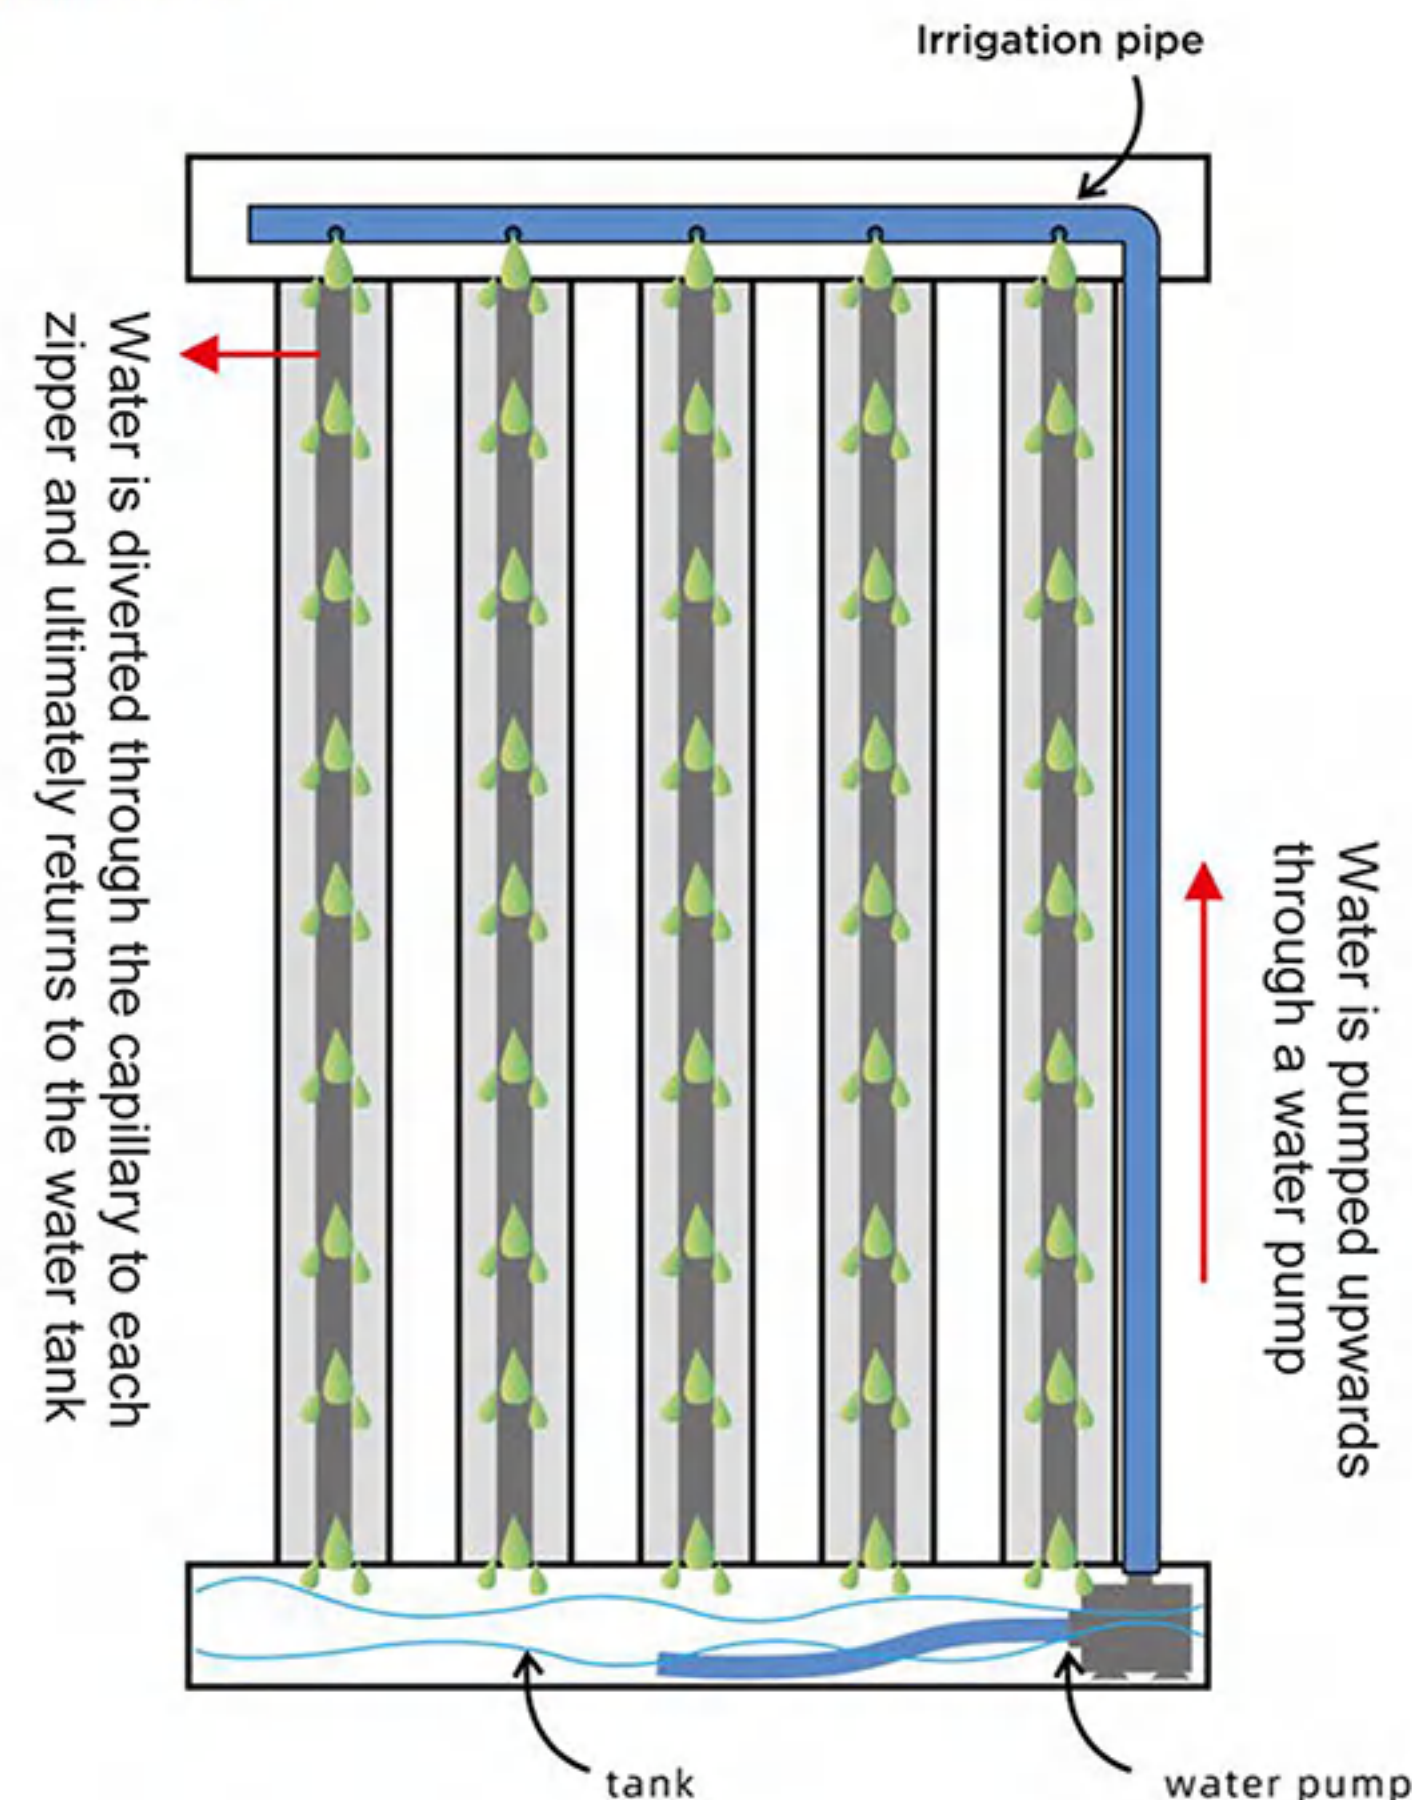 Irrigation pipe
Water is diverted through the capillary to each
zipper and ultimately returns to the water tank
Water is pumped upwards
through a water pump
tank
water pump